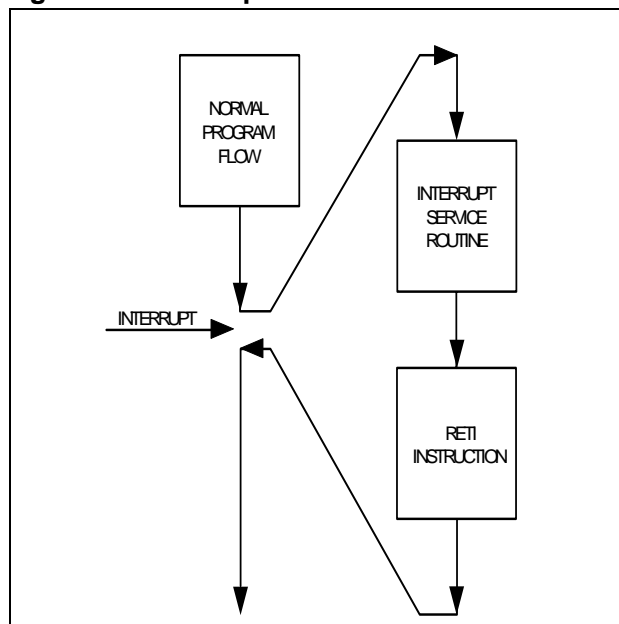 NORMAL
PROGRAM
FLOW
INTERRUPT
SERVICE
ROUTINE
INTERRUPT
RETI
INSTRUCTION